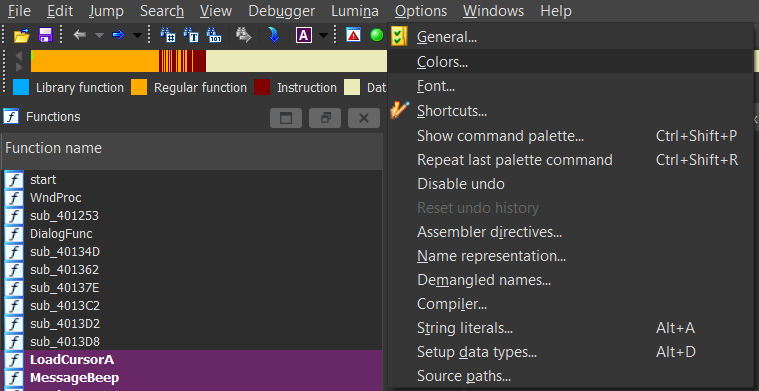 File Edit Jump Search View Debugger Lumina Options Windows Help
Library function Regular function Instruction Dat
Functions
Function name
start
WndProc
sub_401253
DialogFunc
sub_40134D
sub_401362
sub_40137E
sub_4013C2
sub_4013D2
sub_4013D8
LoadCursorA
MessageBeep
General...
Colors...
Font...
Shortcuts...
Show command palette... Ctrl+Shift+P
Repeat last palette command Ctrl+Shift+R
Disable undo
Reset undo history
Assembler directives...
Name representation...
Demangled names...
Compiler...
String literals... Alt+A
Setup data types... Alt+D
Source paths...